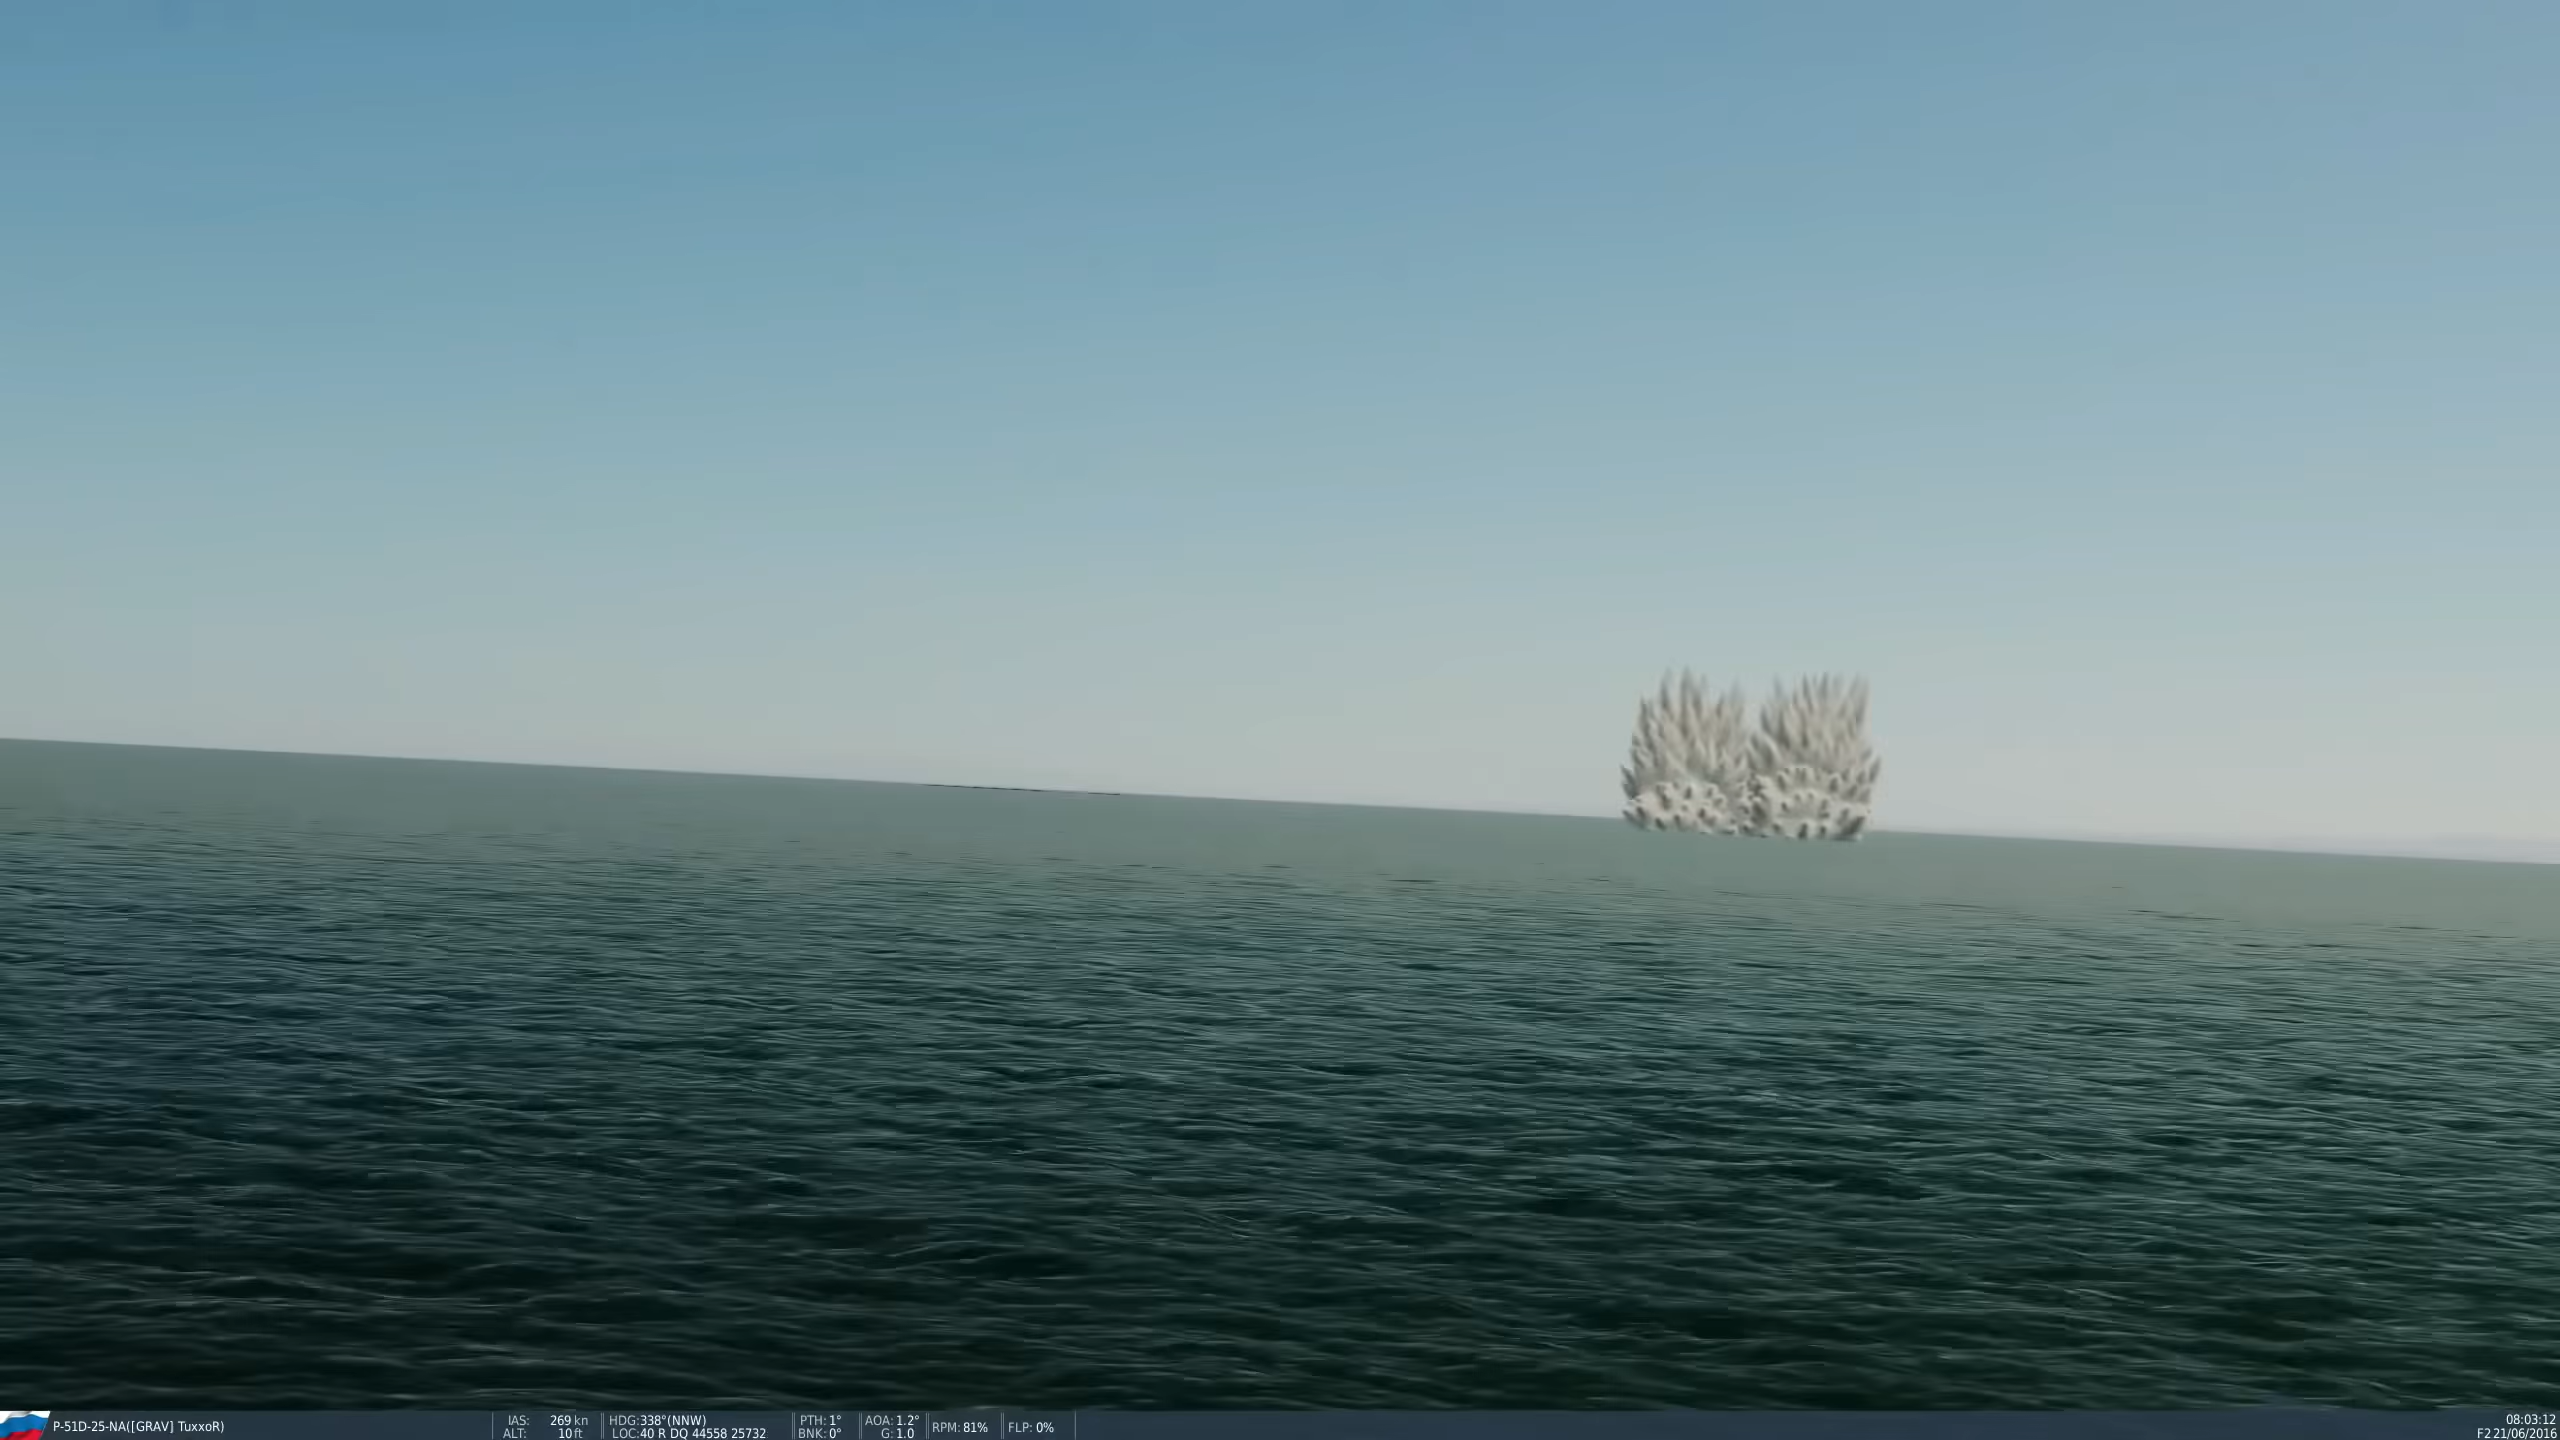 P-51D-25-NA([GRAV] TuxxoR)
IAS: 269 kn
ALT: 10 ft
HDG:338°(NNW)
LOC:40 R DQ 44558 25732
PTH: 1°
BNK: 0°
AOA: 1.2°
G: 1.0
RPM: 81%
FLP: 0%
08:03:12
F2 21/06/2016